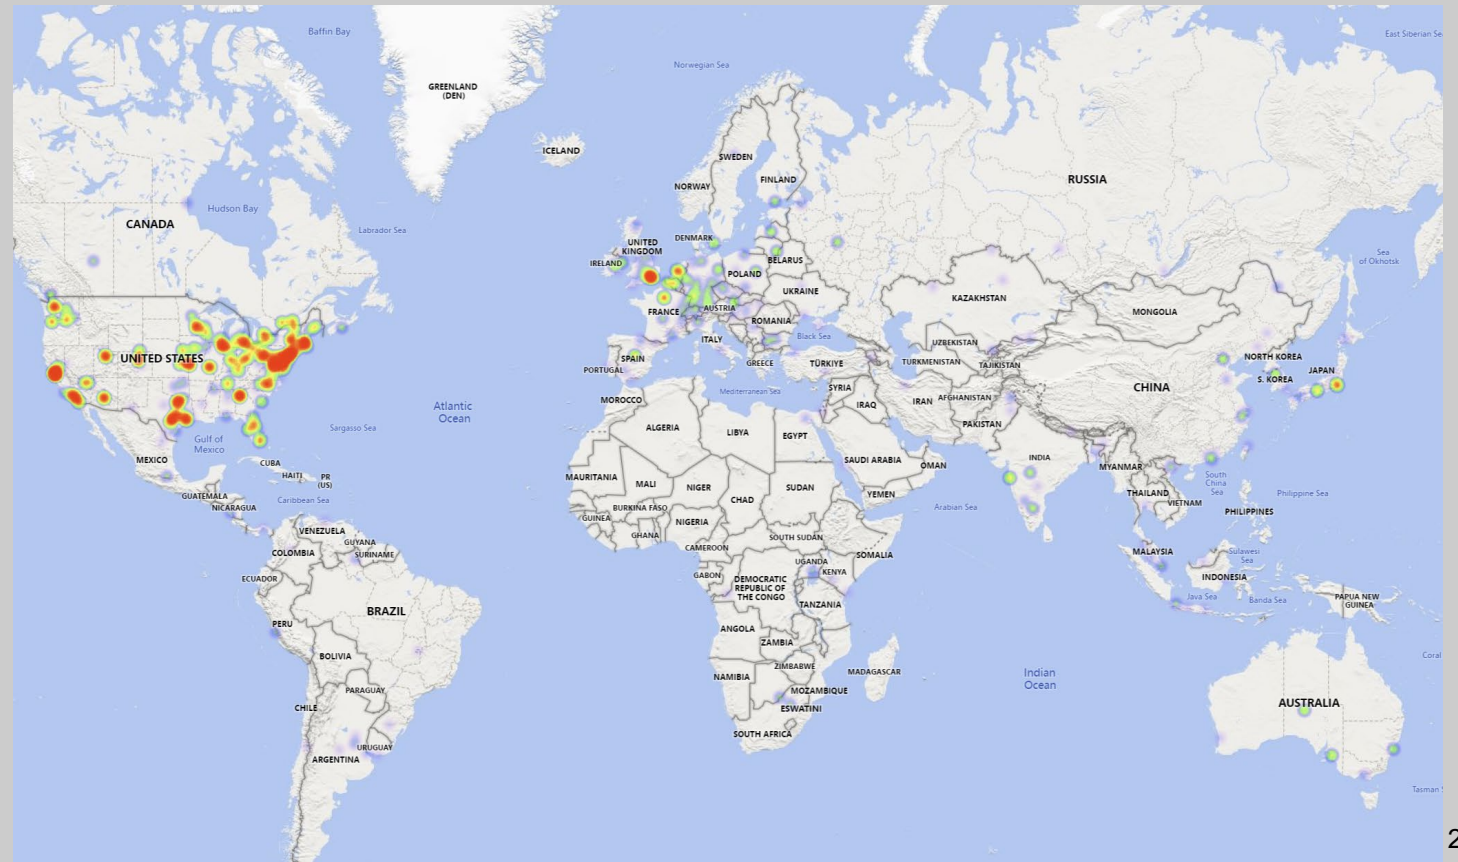 Baffin Bay
East Siberian Se
Norwegian Sea
GREENLAND
(DEN)
ICELAND
SWEDEN
FINLAND
NORWAY
RUSSIA
Hudson Bay
CANADA
Labrador Sea
UNITED
KINGDOM
DENMARK
IRELAND
BELARUS
POLAND
UKRAINE
Sea
of Okhotsk
KAZAKHSTAN
FRANCE
AUSTRIA
ROMANIA
MONGOLIA
ITALY
Black Sea
UZBEKISTAN
UNITED STATES
SPAIN
PORTUGAL
GREECE
TÜRKIYE
TURKMENISTAN
TAJIKISTAN
NORTH KOREA
JAPAN
S. KOREA
CHINA
Mediterranean Sea
SYRIA
IRAQ
IRAN
AFGHANISTAN
MOROCCO
Atlantic
Ocean
PAKISTAN
Sargasso Sea
ALGERIA
LIBYA
EGYPT
Gulf of
Mexico
MEXICO
CUBA
HAITI
PR
(US)
SAUDI ARABIA
OMAN
INDIA
MYANMAR
MAURITANIA
MALI
NIGER
CHAD
SUDAN
YEMEN
GUATEMALA
NICARAGUA
Caribbean Sea
Arabian Sea
THAILAND
VIETNAM
South
China
Sea
Philippine Sea
PHILIPPINES
BURKINA FASO
GUINEA
GHANA
NIGERIA
CAMEROON
SOUTH SUDAN
SOMALIA
VENEZUELA
GUYANA
COLOMBIA
SURINAME
ECUADOR
GABON
DEMOCRATIC
REPUBLIC OF
THE CONGO
UGANDA
KENYA
TANZANIA
MALAYSIA
Sulawesi
Sea
INDONESIA
Java Sea
Banda Sea
PAPUA NEW
GUINEA
PERU
BRAZIL
ANGOLA
ZAMBIA
BOLIVIA
ZIMBABWE
NAMIBIA
MOZAMBIQUE
MADAGASCAR
Indian
Ocean
Coral
PARAGUAY
CHILE
ESWATINI
AUSTRALIA
SOUTH AFRICA
URUGUAY
ARGENTINA
Tasman S
2